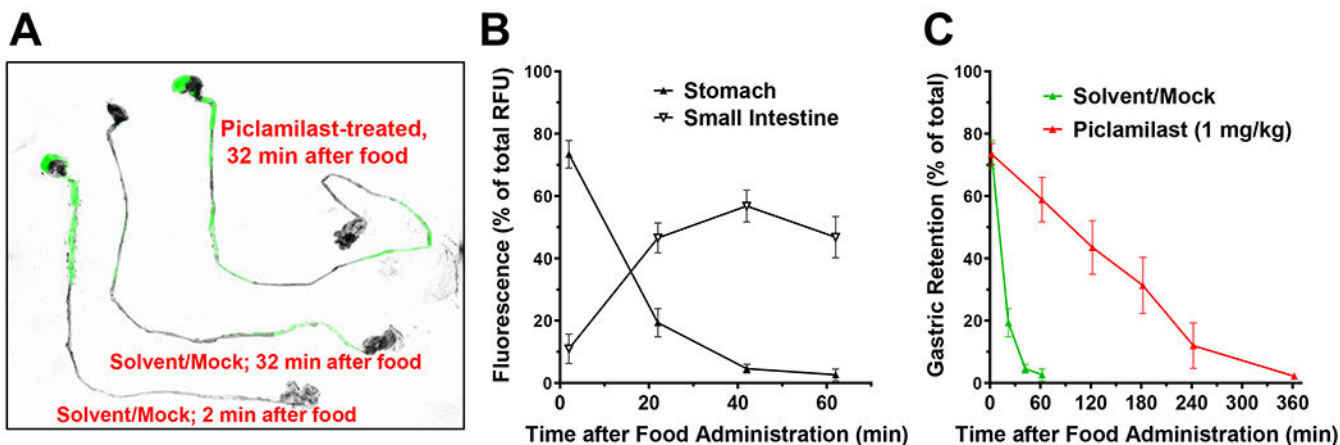 A
Piclamilast-treated,
32 min after food
Solvent/Mock; 32 min after food
Solvent/Mock; 2 min after food
B
Stomach
Small Intestine
Fluorescence (% of total RFU)
100
80
60
40
20
0
0 20 40 60
Time after Food Administration (min)
C
Solvent/Mock
Piclamilast (1 mg/kg)
Gastric Retention (% of total)
100
80
60
40
20
0
0 60 120 180 240 300 360
Time after Food Administration (min)